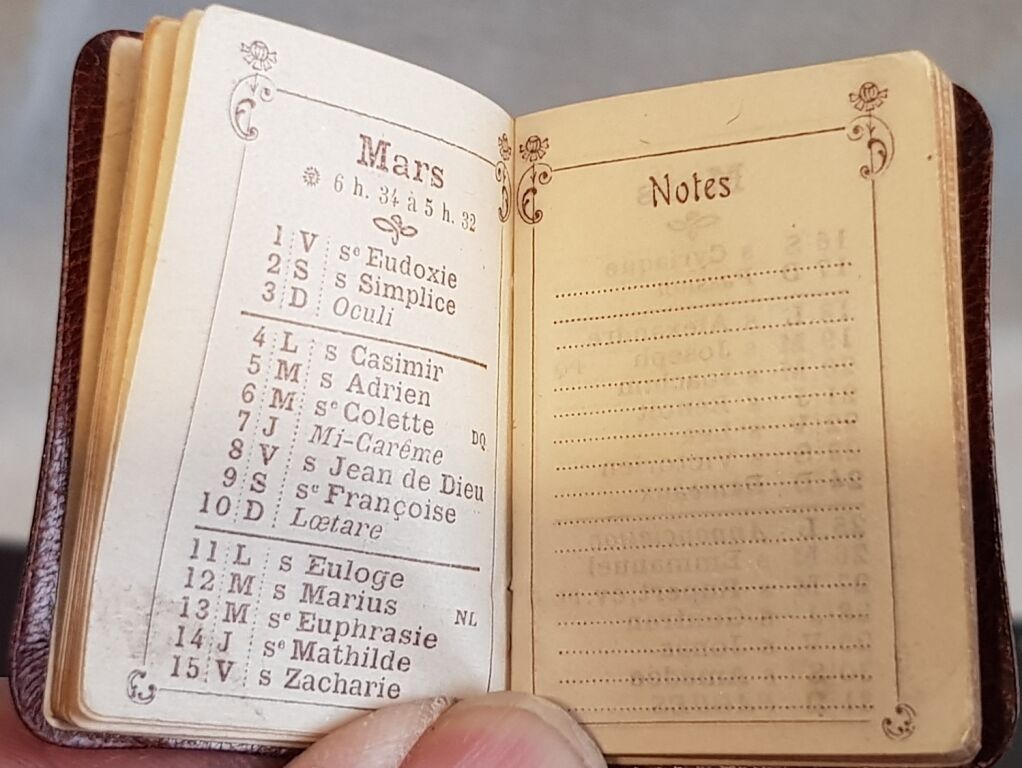 Mars
6 h. 34 à 5 h. 32
1 V sᵉ Eudoxie
2 S s Simplice
3 D Oculi
4 L s Casimir
5 M s Adrien
6 M sᵉ Colette
7 J Mi-Carême DQ
8 V s Jean de Dieu
9 S sᵉ Françoise
10 D Lœtare
11 L s Euloge
12 M s Marius
13 M sᵉ Euphrasie NL
14 J sᵉ Mathilde
15 V s Zacharie
Notes